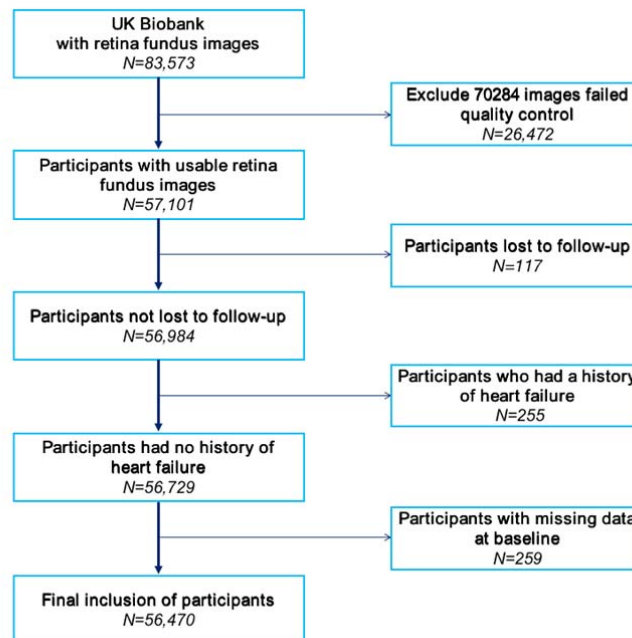 UK Biobank
with retina fundus images
N=83,573
Exclude 70284 images failed
quality control
N=26,472
Participants with usable retina
fundus images
N=57,101
Participants lost to follow-up
N=117
Participants not lost to follow-up
N=56,984
Participants who had a history
of heart failure
N=255
Participants had no history of
heart failure
N=56,729
Participants with missing data
at baseline
N=259
Final inclusion of participants
N=56,470